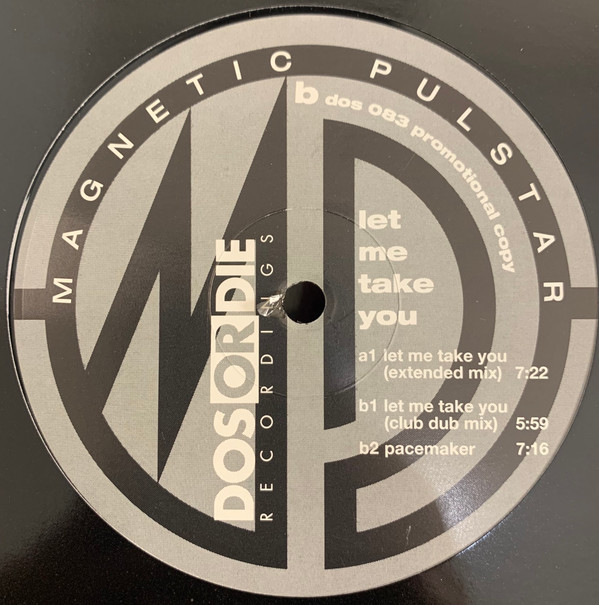 MAGNETIC PULSTAR
b dos 083 promotional copy
let
me
take
you
a1 let me take you
(extended mix) 7:22
b1 let me take you
(club dub mix) 5:59
b2 pacemaker 7:16
DOS OR DIE
RECORDINGS